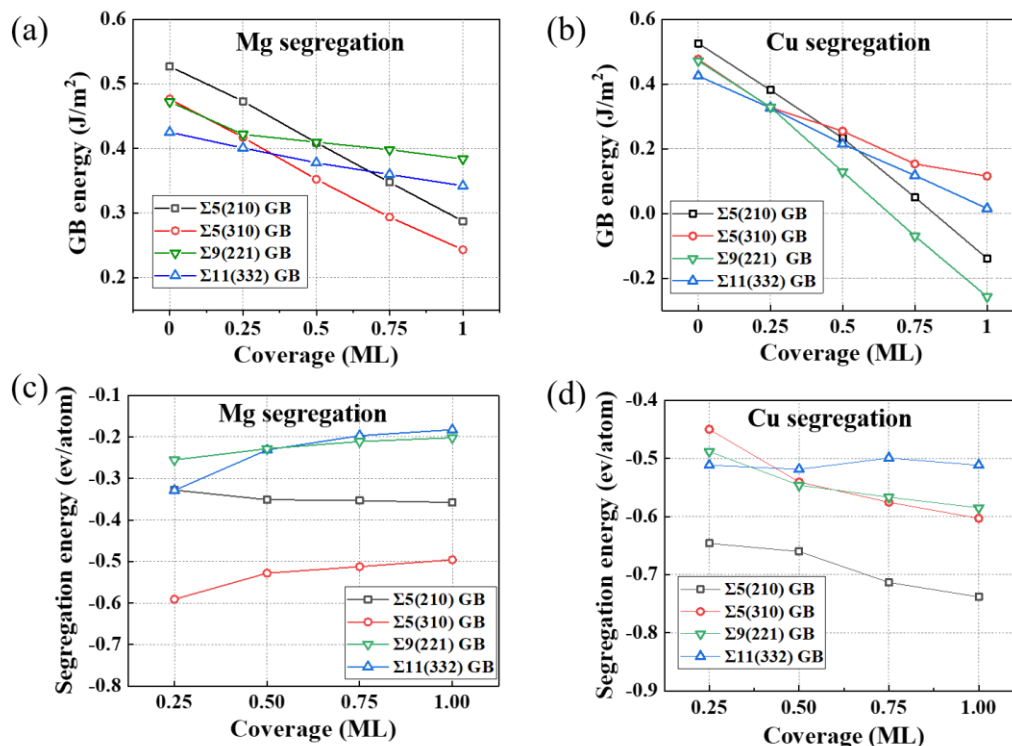 (a)
Mg segregation
GB energy (J/m²)
0.6
0.5
0.4
0.3
0.2
Σ5(210) GB
Σ5(310) GB
Σ9(221) GB
Σ11(332) GB
0 0.25 0.5 0.75 1
Coverage (ML)
(b)
Cu segregation
GB energy (J/m²)
0.6
0.4
0.2
0.0
-0.2
Σ5(210) GB
Σ5(310) GB
Σ9(221) GB
Σ11(332) GB
0 0.25 0.5 0.75 1
Coverage (ML)
(c)
Mg segregation
Segregation energy (ev/atom)
-0.1
-0.2
-0.3
-0.4
-0.5
-0.6
-0.7
-0.8
Σ5(210) GB
Σ5(310) GB
Σ9(221) GB
Σ11(332) GB
0.25 0.50 0.75 1.00
Coverage (ML)
(d)
Cu segregation
Segregation energy (ev/atom)
-0.4
-0.5
-0.6
-0.7
-0.8
-0.9
Σ5(210) GB
Σ5(310) GB
Σ9(221) GB
Σ11(332) GB
0.25 0.50 0.75 1.00
Coverage (ML)